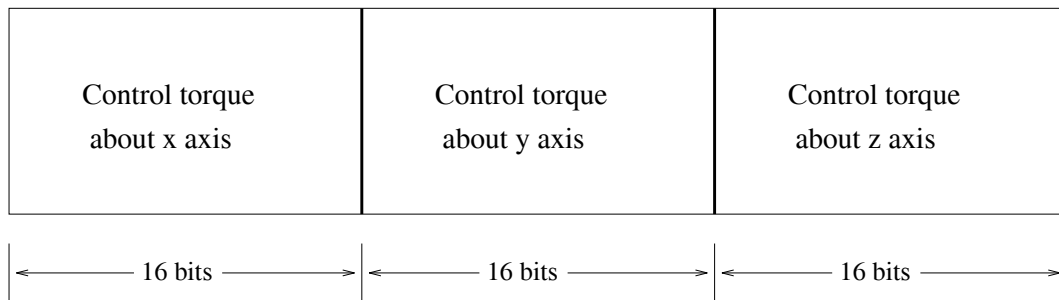 Control torque
about x axis
Control torque
about y axis
Control torque
about z axis
16 bits
16 bits
16 bits